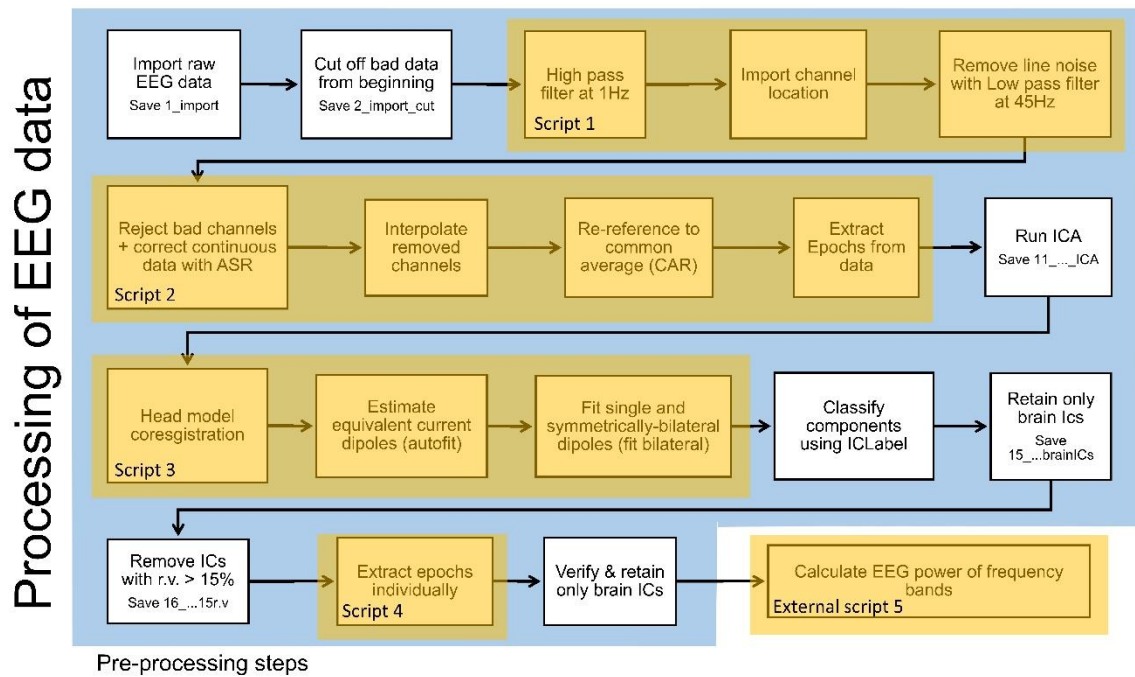 Processing of EEG data
Import raw
EEG data
Save 1_import
Cut off bad data
from beginning
Save 2_import_cut
High pass
filter at 1Hz
Import channel
location
Remove line noise
with Low pass filter
at 45Hz
Script 1
Reject bad channels
+ correct continuous
data with ASR
Interpolate
removed
channels
Re-reference to
common
average (CAR)
Extract
Epochs from
data
Run ICA
Save 11_..._ICA
Script 2
Head model
coresgistration
Estimate
equivalent current
dipoles (autofit)
Fit single and
symmetrically-bilateral
dipoles (fit bilateral)
Classify
components
using ICLabel
Retain only
brain Ics
Save
15_...brainICs
Script 3
Remove ICs
with r.v. > 15%
Save 16_...15r.v
Extract epochs
individually
Script 4
Verify & retain
only brain ICs
Calculate EEG power of frequency
bands
External script 5
Pre-processing steps